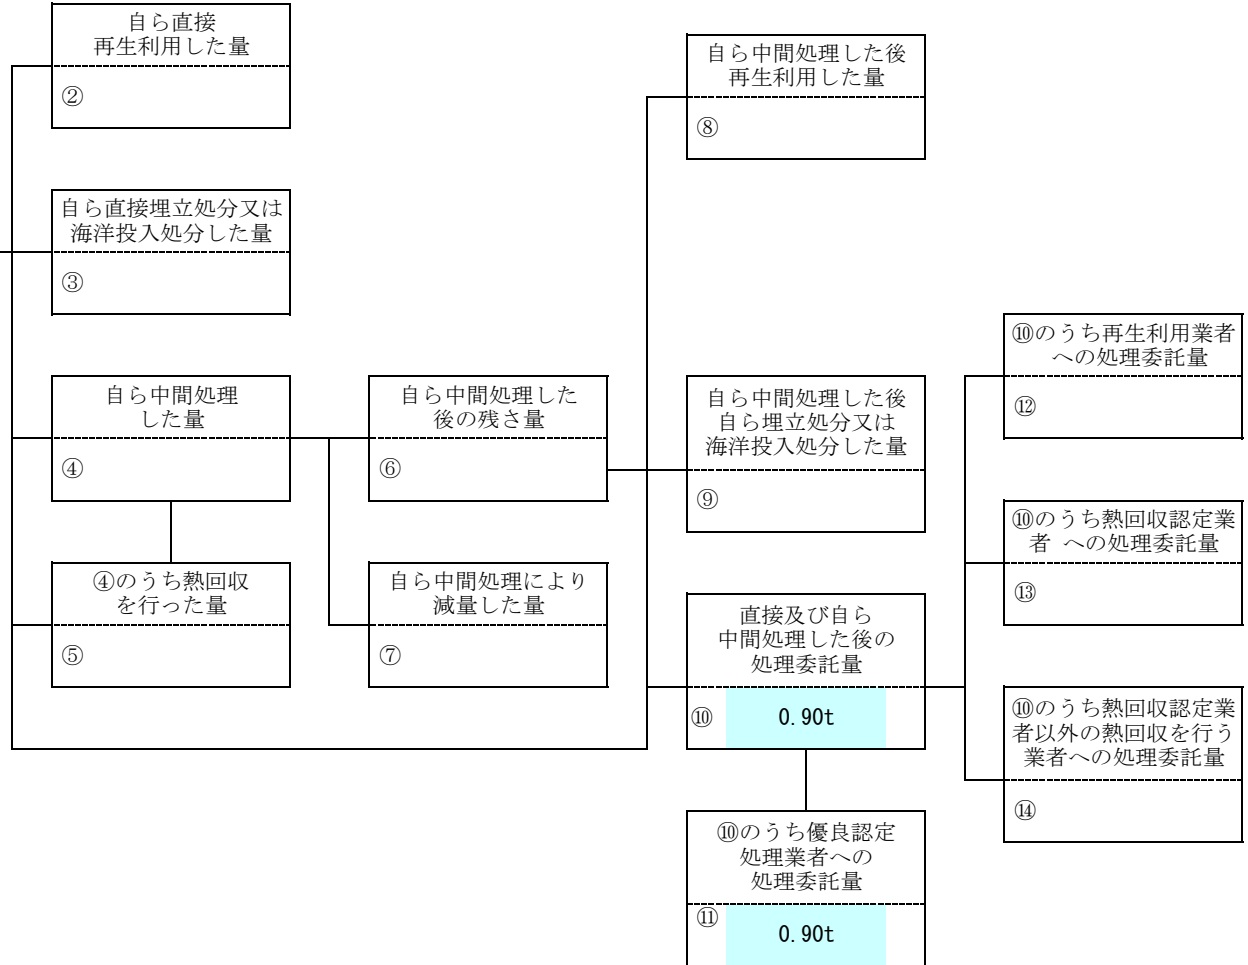 自ら直接
再生利用した量
②
自ら直接埋立処分又は
海洋投入処分した量
③
自ら中間処理
した量
④
④のうち熱回収
を行った量
⑤
自ら中間処理した
後の残さ量
⑥
自ら中間処理により
減量した量
⑦
自ら中間処理した後
再生利用した量
⑧
自ら中間処理した後
自ら埋立処分又は
海洋投入処分した量
⑨
直接及び自ら
中間処理した後の
処理委託量
⑩ 0.90t
⑩のうち優良認定
処理業者への
処理委託量
⑪ 0.90t
⑩のうち再生利用業者
への処理委託量
⑫
⑩のうち熱回収認定業
者 への処理委託量
⑬
⑩のうち熱回収認定業
者以外の熱回収を行う
業者への処理委託量
⑭